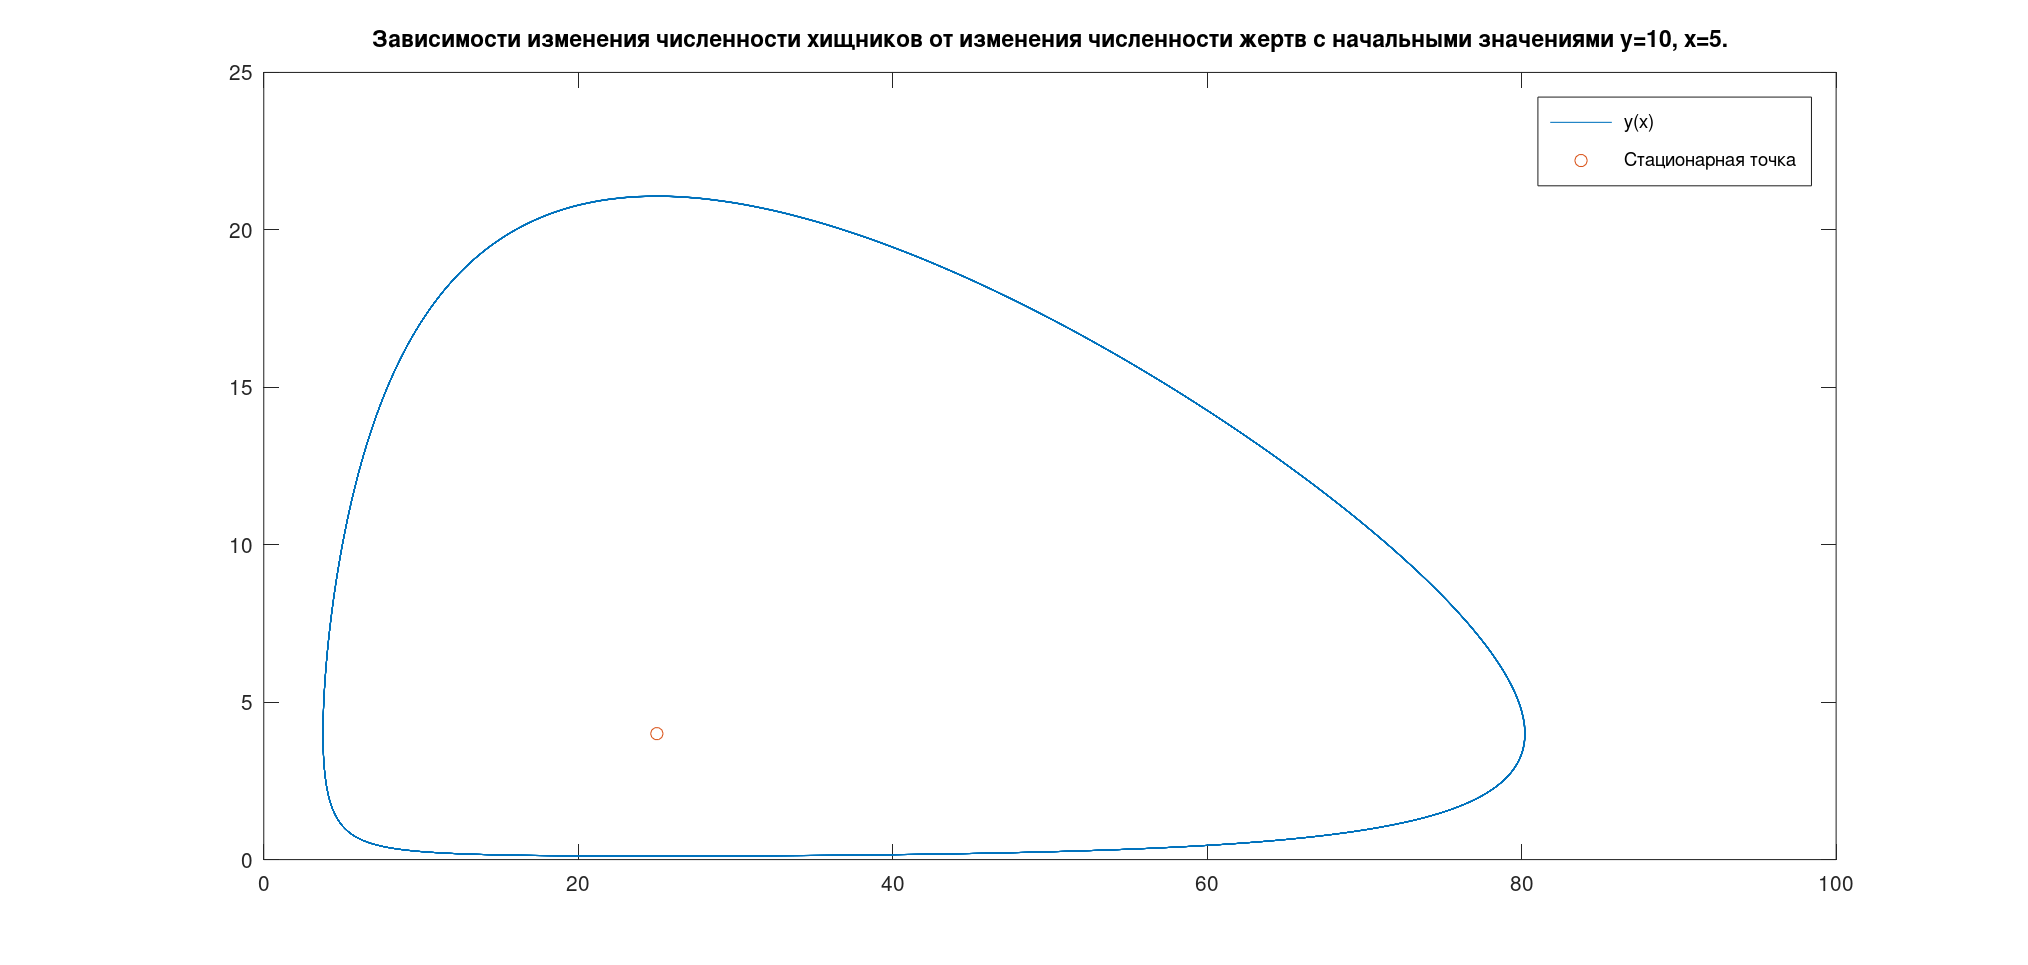 Зависимости изменения численности хищников от изменения численности жертв с начальными значениями y=10, x=5.
25
y(x)
Стационарная точка
20
15
10
5
0
0 20 40 60 80 100